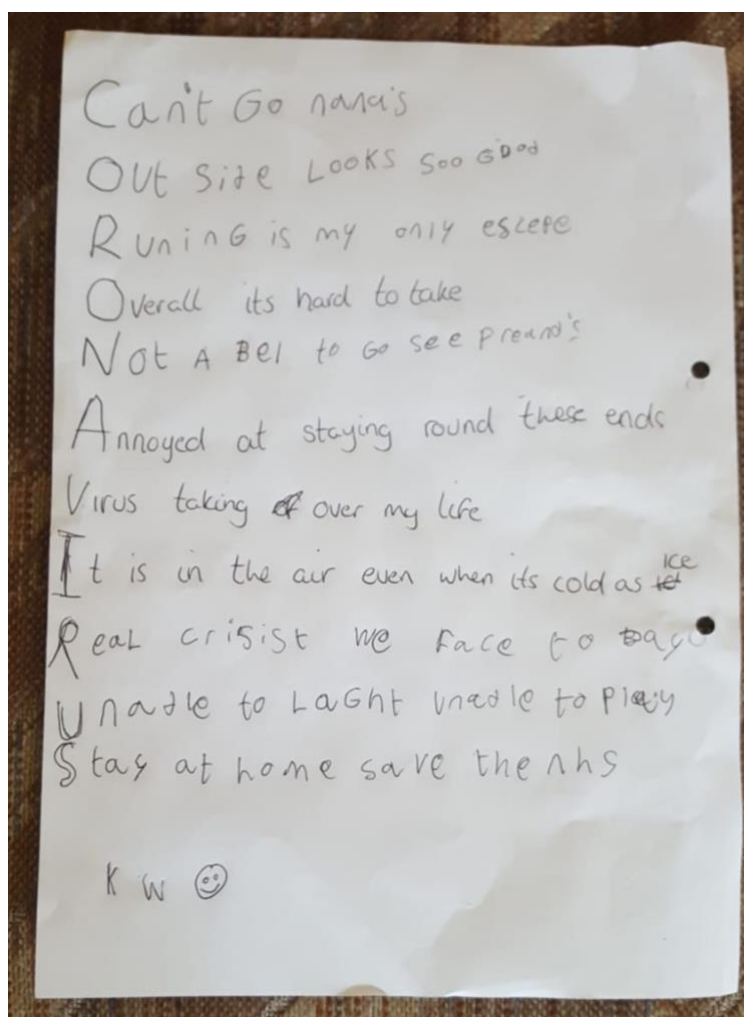 Can't Go nana's
Out Side Looks Soo Good
RuninG is my only escepe
Overall its hard to take
Not A Bel to Go see preand's
Annoyed at staying round these ends
Virus taking over my life
It is in the air even when its cold as ice
Real crisist we face to day
Unadle to LaGht unadle to Play
Stay at home save the nhs
K W